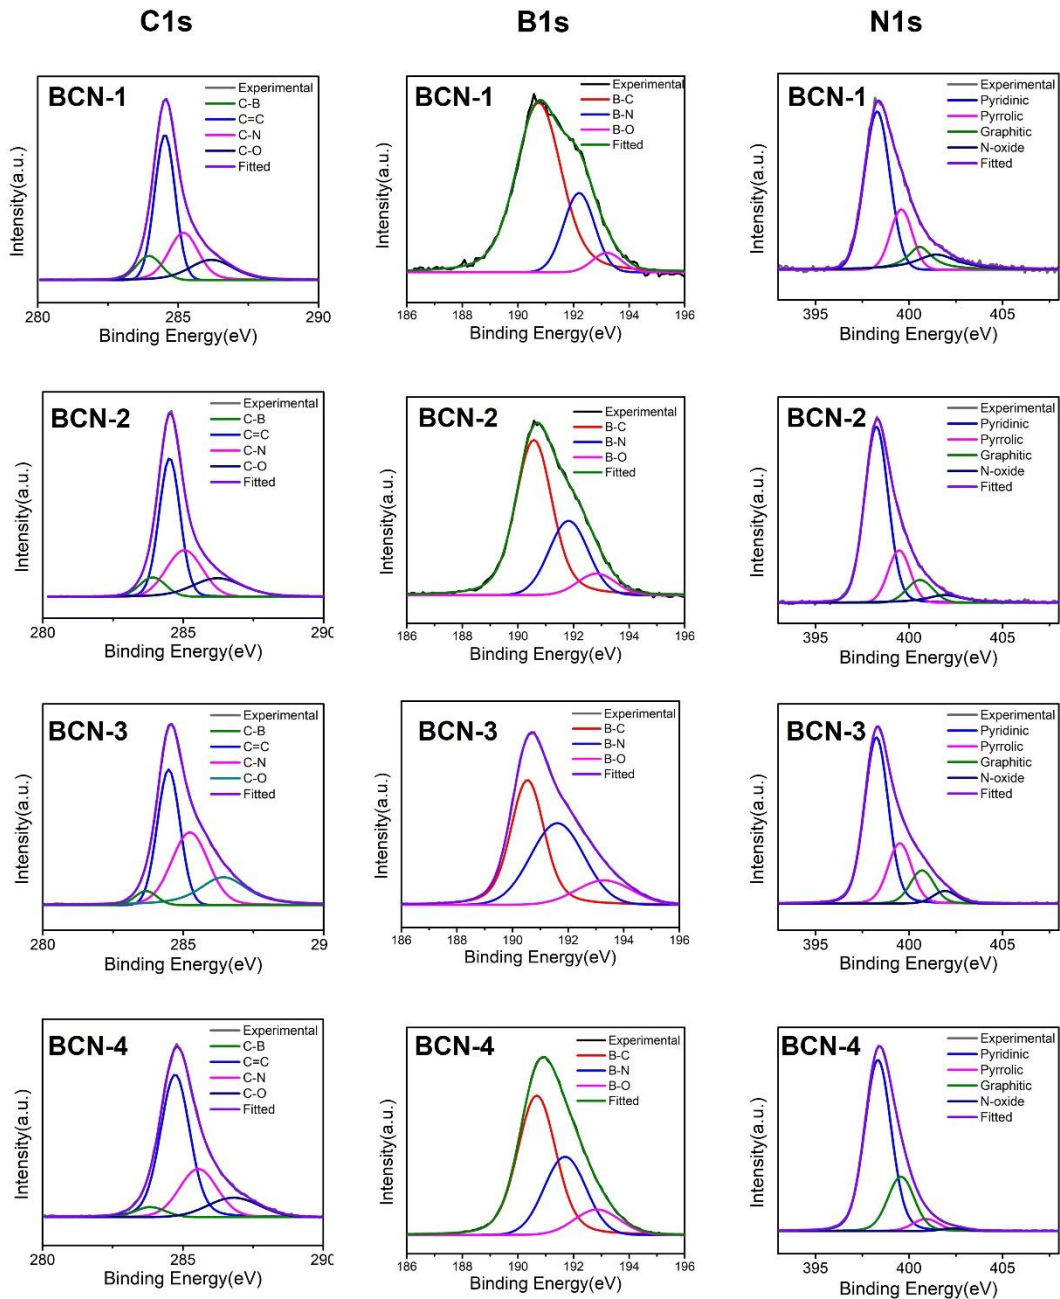 C1s
B1s
N1s
BCN-1
Experimental
C-B
C=C
C-N
C-O
Fitted
Intensity(a.u.)
280
285
290
Binding Energy(eV)
BCN-1
Experimental
B-C
B-N
B-O
Fitted
Intensity(a.u.)
186
188
190
192
194
196
Binding Energy(eV)
BCN-1
Experimental
Pyridinic
Pyrrolic
Graphitic
N-oxide
Fitted
Intensity(a.u.)
395
400
405
Binding Energy(eV)
BCN-2
Experimental
C-B
C=C
C-N
C-O
Fitted
Intensity(a.u.)
280
285
290
Binding Energy(eV)
BCN-2
Experimental
B-C
B-N
B-O
Fitted
Intensity(a.u.)
186
188
190
192
194
196
Binding Energy(eV)
BCN-2
Experimental
Pyridinic
Pyrrolic
Graphitic
N-oxide
Fitted
Intensity(a.u.)
395
400
405
Binding Energy(eV)
BCN-3
Experimental
C-B
C=C
C-N
C-O
Fitted
Intensity(a.u.)
280
285
29
Binding Energy(eV)
BCN-3
Experimental
B-C
B-N
B-O
Fitted
Intensity(a.u.)
186
188
190
192
194
196
Binding Energy(eV)
BCN-3
Experimental
Pyridinic
Pyrrolic
Graphitic
N-oxide
Fitted
Intensity(a.u.)
395
400
405
Binding Energy(eV)
BCN-4
Experimental
C-B
C=C
C-N
C-O
Fitted
Intensity(a.u.)
280
285
290
Binding Energy(eV)
BCN-4
Experimental
B-C
B-N
B-O
Fitted
Intensity(a.u.)
186
188
190
192
194
196
Binding Energy(eV)
BCN-4
Experimental
Pyridinic
Pyrrolic
Graphitic
N-oxide
Fitted
Intensity(a.u.)
395
400
405
Binding Energy(eV)